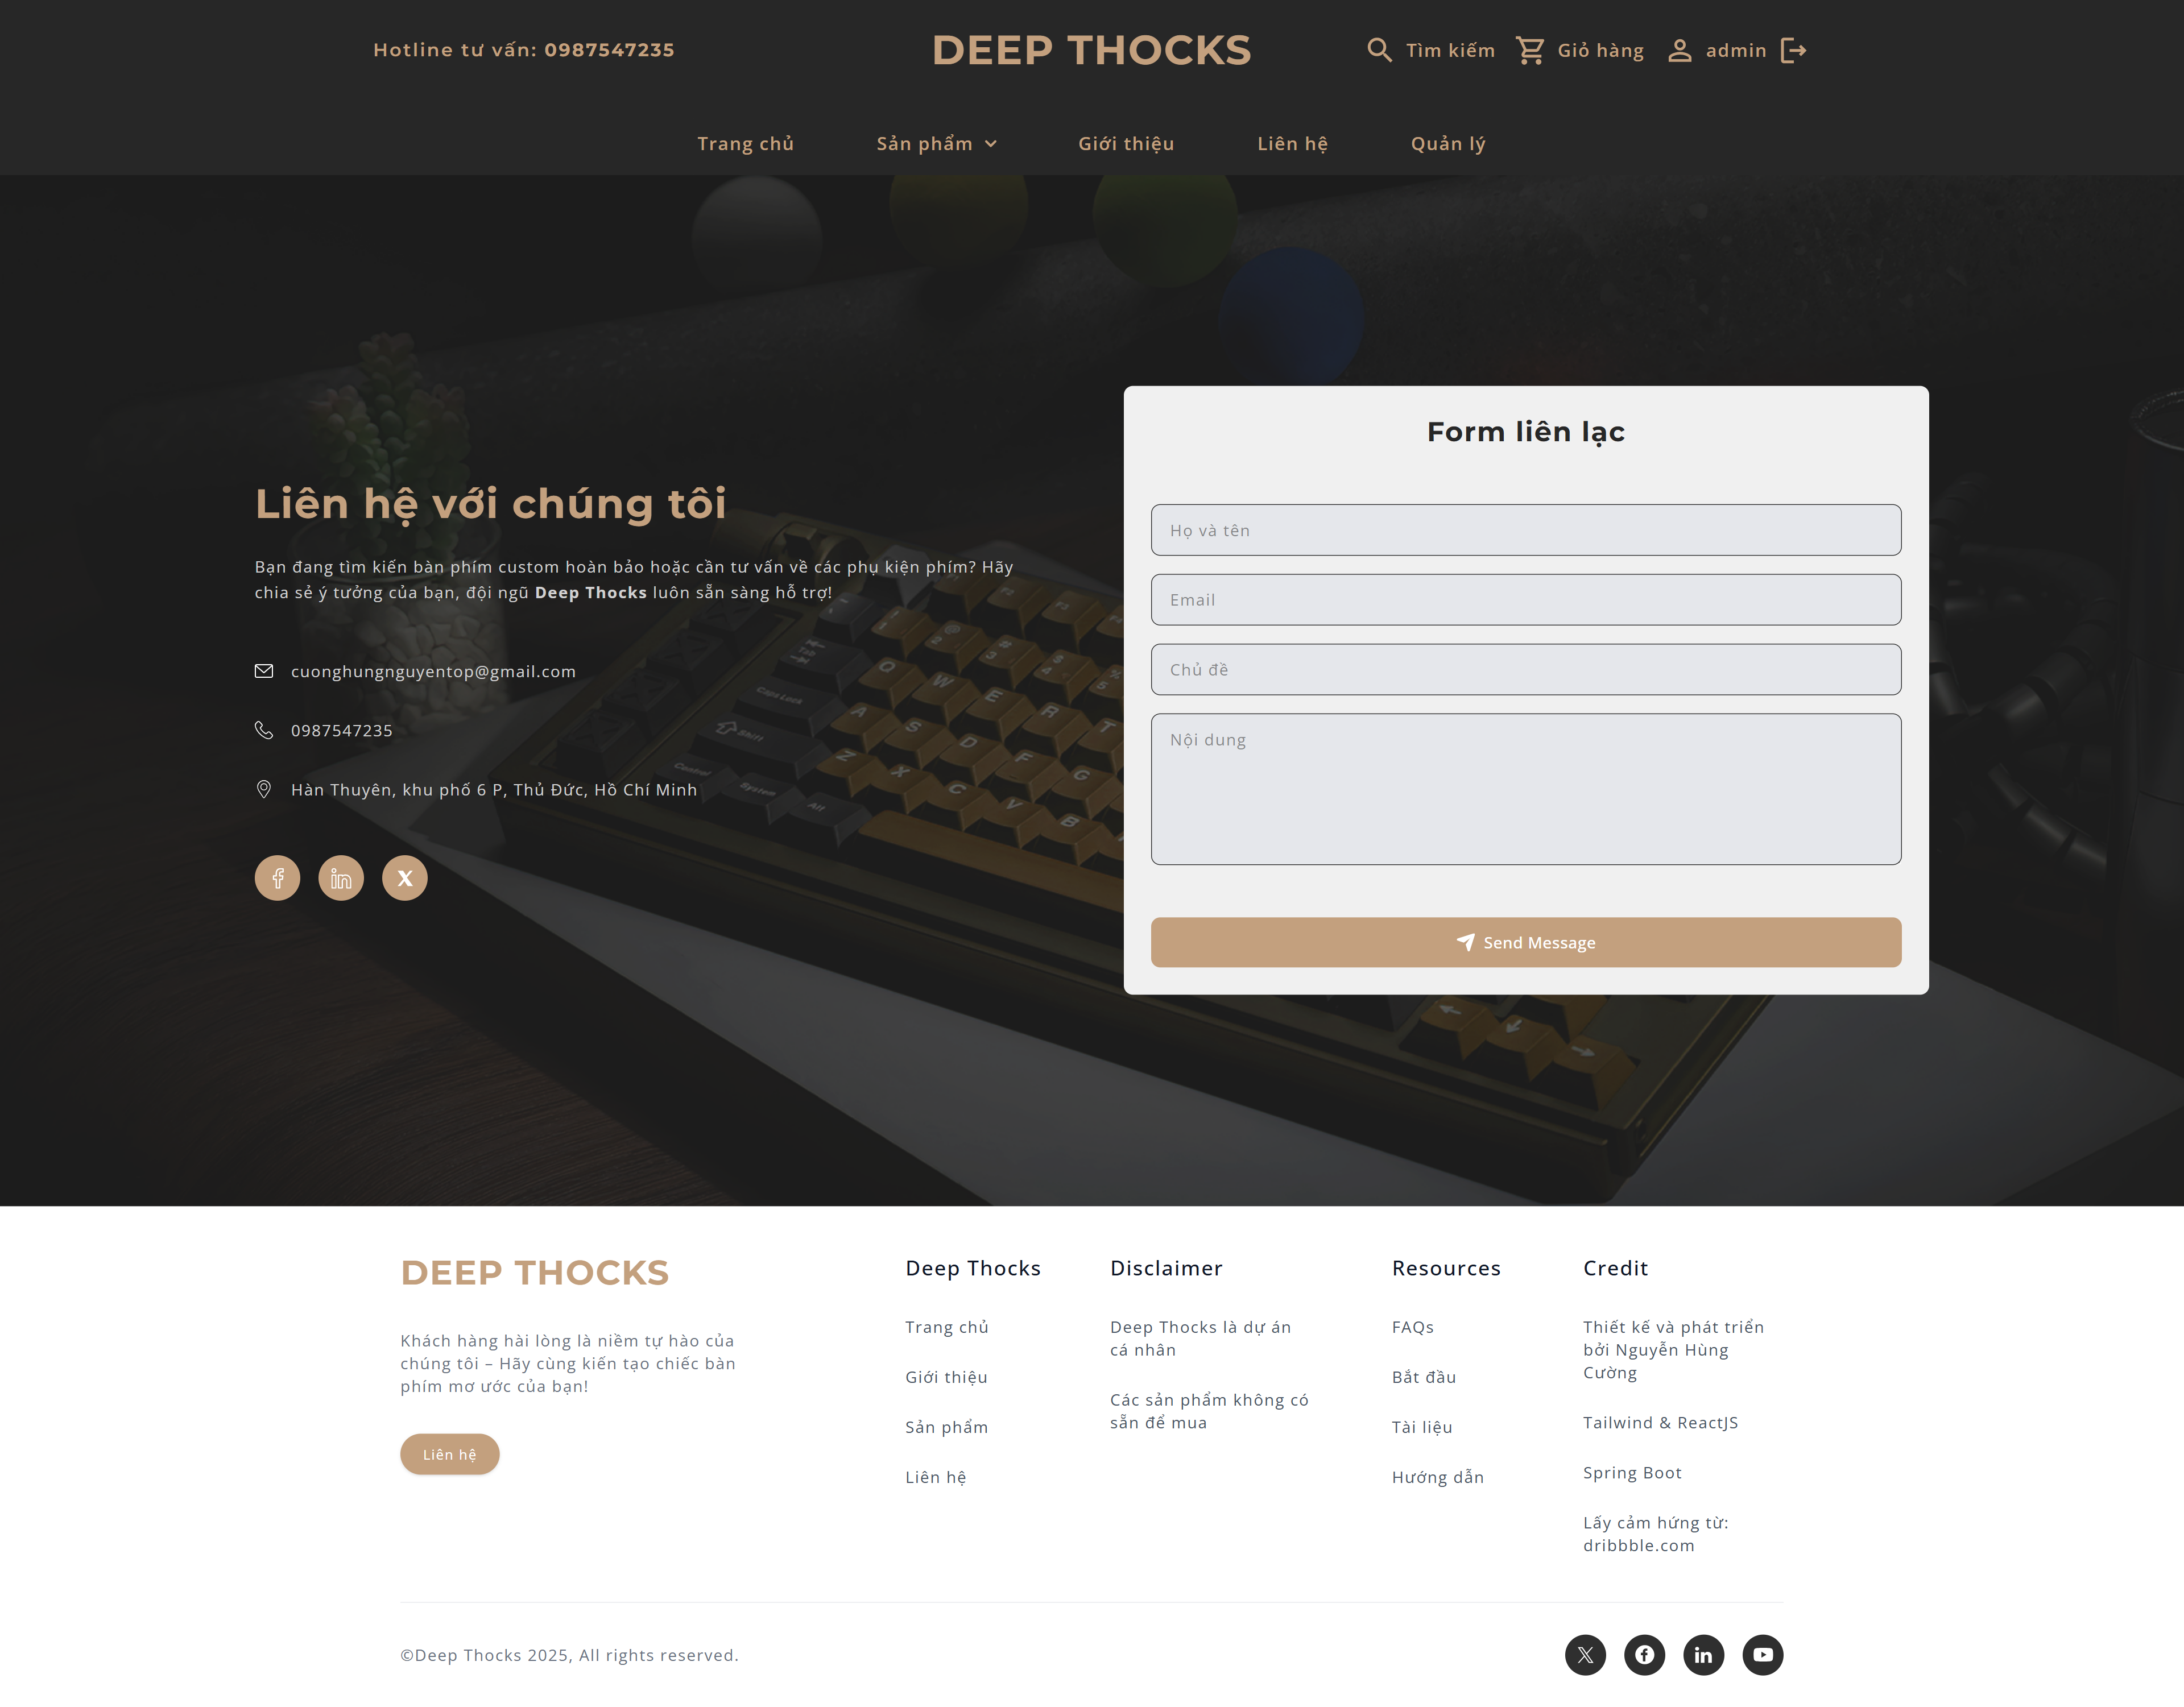 Hotline tư vấn: 0987547235
DEEP THOCKS
Tìm kiếm
Giỏ hàng
admin
Trang chủ
Sản phẩm
Giới thiệu
Liên hệ
Quản lý
Liên hệ với chúng tôi
Bạn đang tìm kiến bàn phím custom hoàn bảo hoặc cần tư vấn về các phụ kiện phím? Hãy
chia sẻ ý tưởng của bạn, đội ngũ Deep Thocks luôn sẵn sàng hỗ trợ!
cuonghungnguyentop@gmail.com
0987547235
Hàn Thuyên, khu phố 6 P, Thủ Đức, Hồ Chí Minh
Form liên lạc
Họ và tên
Email
Chủ đề
Nội dung
Send Message
DEEP THOCKS
Khách hàng hài lòng là niềm tự hào của
chúng tôi – Hãy cùng kiến tạo chiếc bàn
phím mơ ước của bạn!
Liên hệ
Deep Thocks
Trang chủ
Giới thiệu
Sản phẩm
Liên hệ
Disclaimer
Deep Thocks là dự án
cá nhân
Các sản phẩm không có
sẵn để mua
Resources
FAQs
Bắt đầu
Tài liệu
Hướng dẫn
Credit
Thiết kế và phát triển
bởi Nguyễn Hùng
Cường
Tailwind & ReactJS
Spring Boot
Lấy cảm hứng từ:
dribbble.com
©Deep Thocks 2025, All rights reserved.